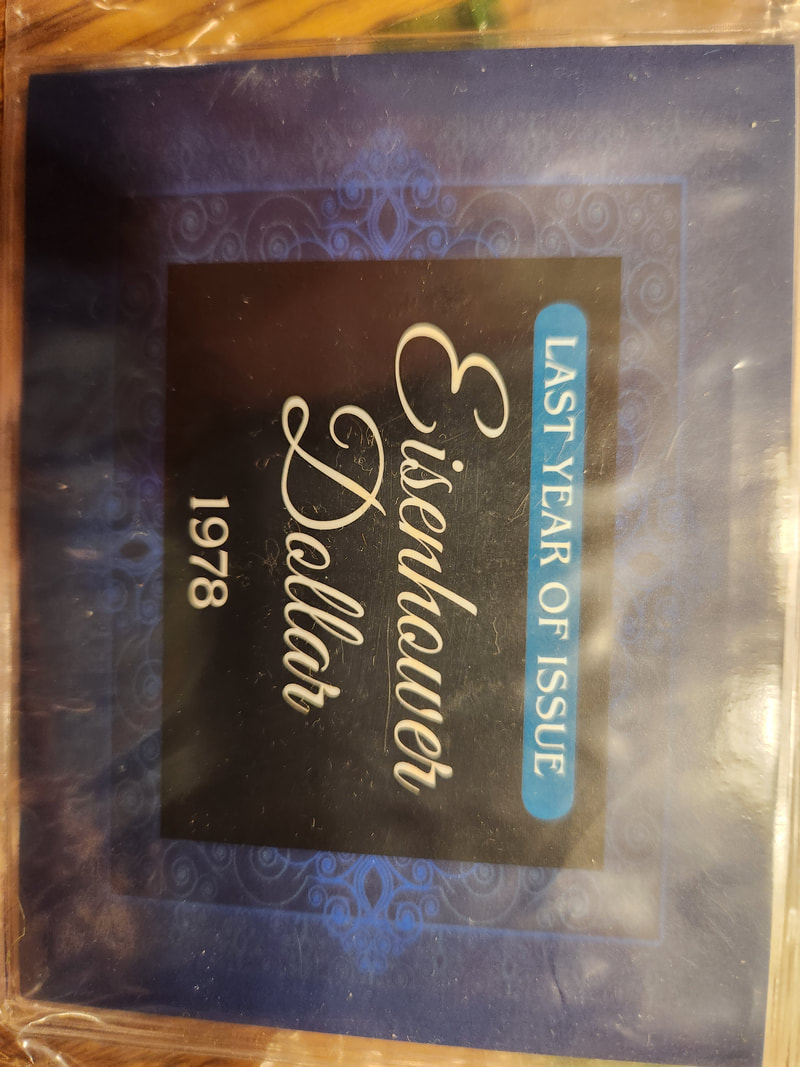 LAST YEAR OF ISSUE
Eisenhower
Dollar
1978